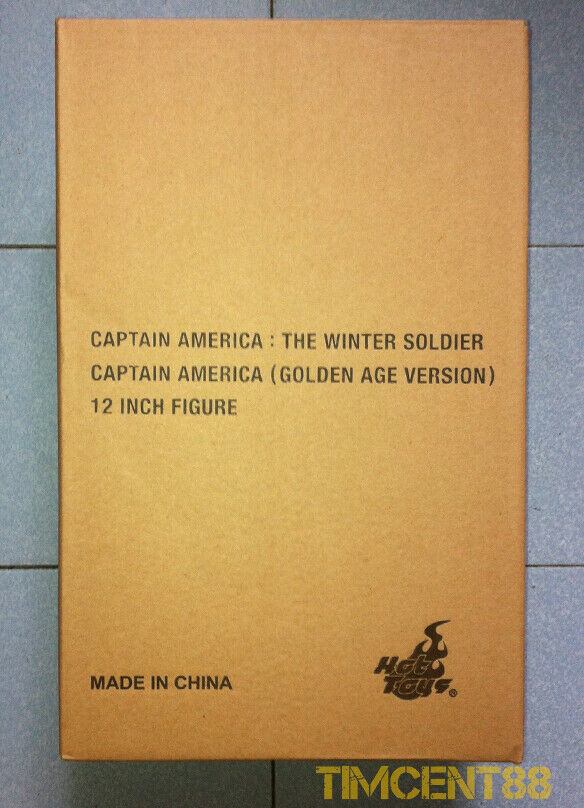 CAPTAIN AMERICA : THE WINTER SOLDIER
CAPTAIN AMERICA (GOLDEN AGE VERSION)
12 INCH FIGURE
MADE IN CHINA
Hot
Toys®
TIMCENT88